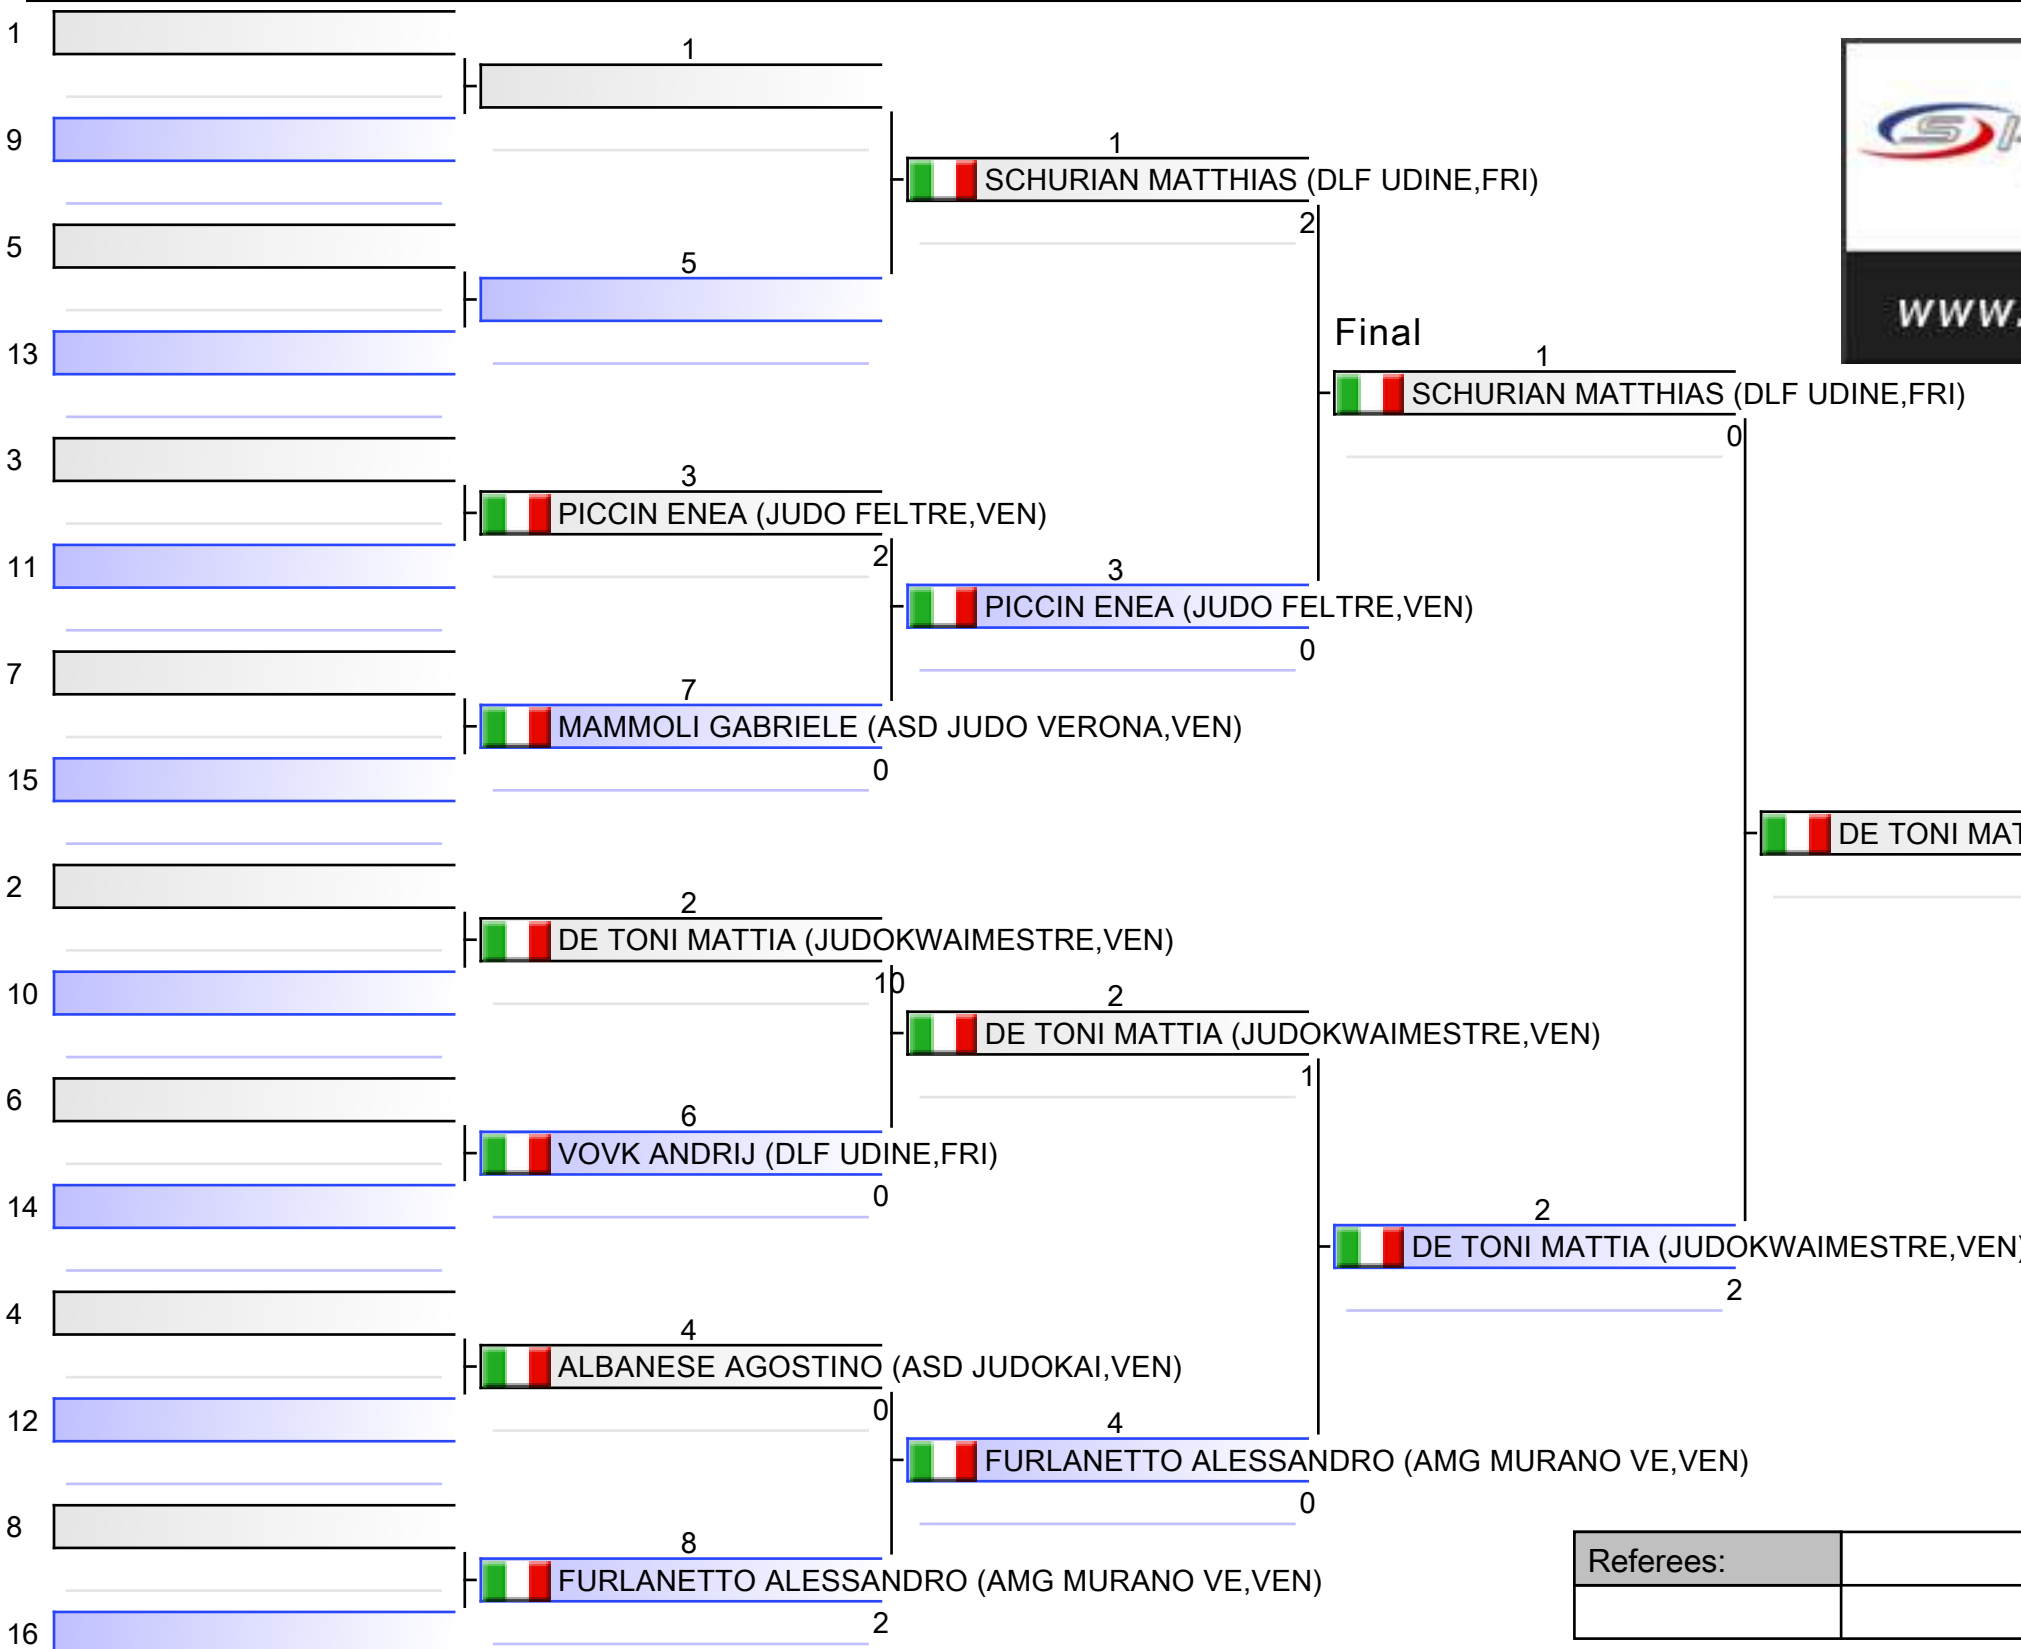 1
1
9
1
SCHURIAN MATTHIAS (DLF UDINE,FRI)
2
5
5
13
Final
1
SCHURIAN MATTHIAS (DLF UDINE,FRI)
0
www.
3
3
PICCIN ENEA (JUDO FELTRE,VEN)
2
11
3
PICCIN ENEA (JUDO FELTRE,VEN)
0
7
7
MAMMOLI GABRIELE (ASD JUDO VERONA,VEN)
0
15
DE TONI MAT
2
2
DE TONI MATTIA (JUDOKWAIMESTRE,VEN)
10
10
2
DE TONI MATTIA (JUDOKWAIMESTRE,VEN)
1
6
6
VOVK ANDRIJ (DLF UDINE,FRI)
0
14
2
DE TONI MATTIA (JUDOKWAIMESTRE,VEN)
2
4
4
ALBANESE AGOSTINO (ASD JUDOKAI,VEN)
0
12
4
FURLANETTO ALESSANDRO (AMG MURANO VE,VEN)
0
8
8
FURLANETTO ALESSANDRO (AMG MURANO VE,VEN)
2
16
Referees: